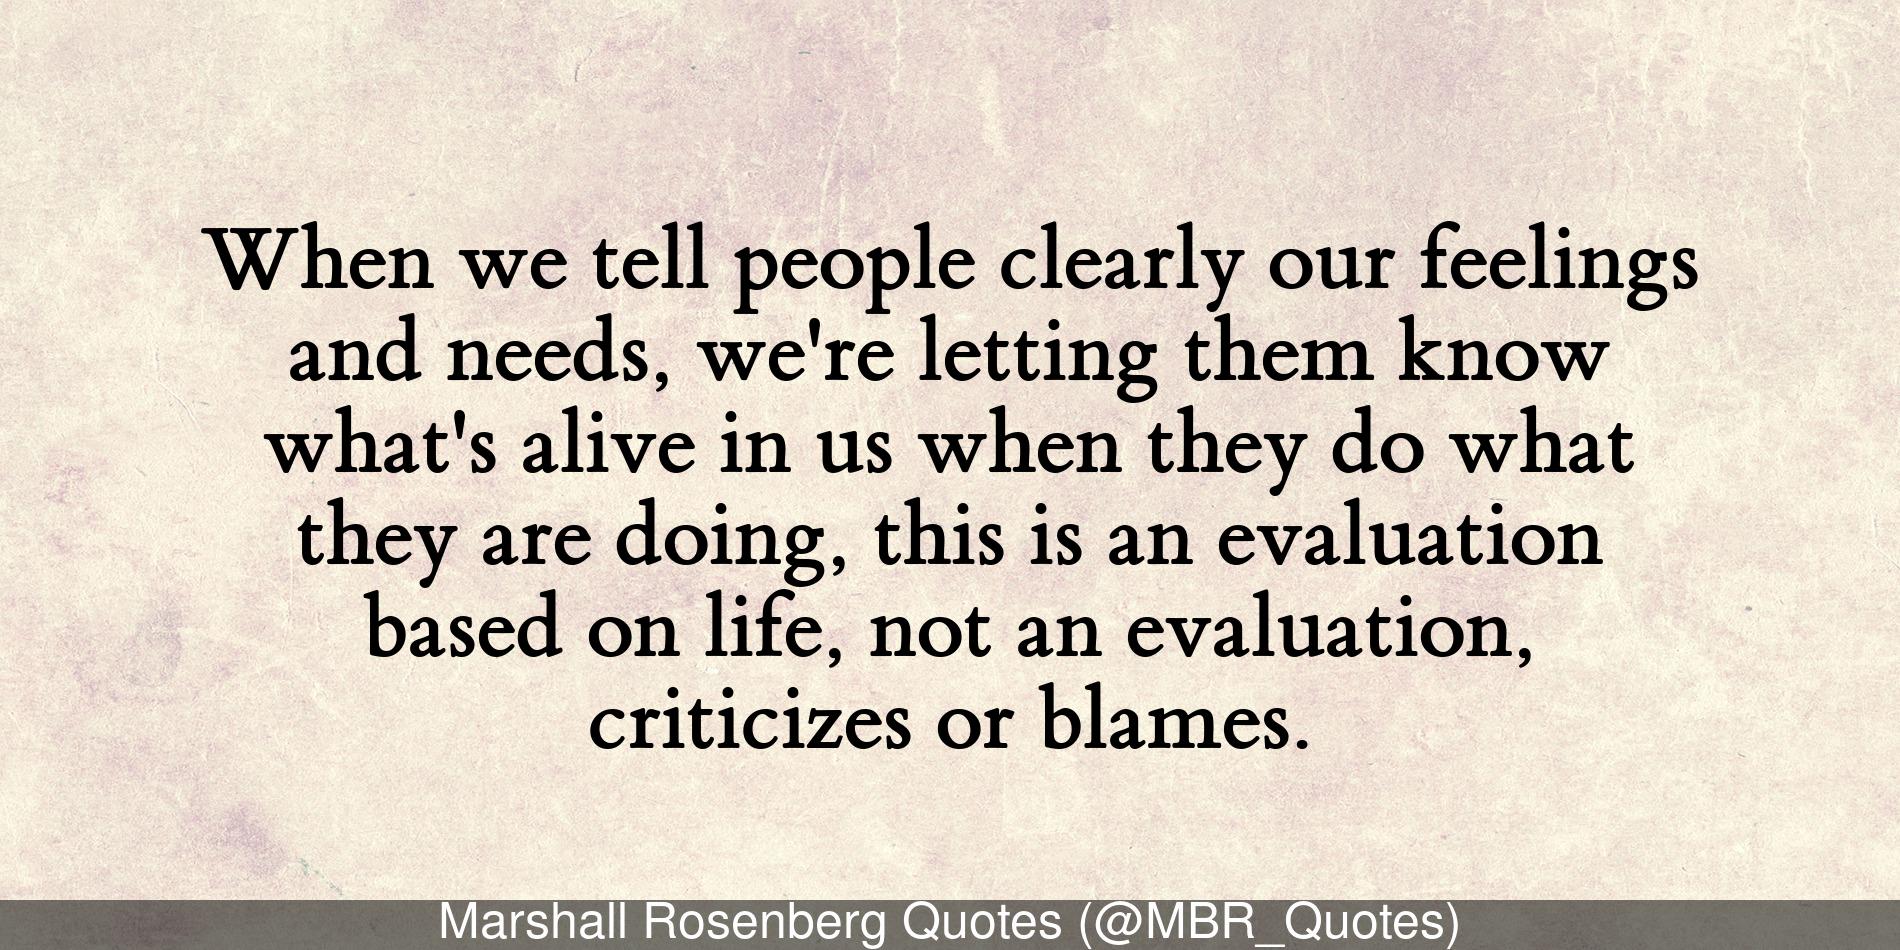 When we tell people clearly our feelings
and needs, we're letting them know
what's alive in us when they do what
they are doing, this is an evaluation
based on life, not an evaluation,
criticizes or blames.
Marshall Rosenberg Quotes (@MBR_Quotes)